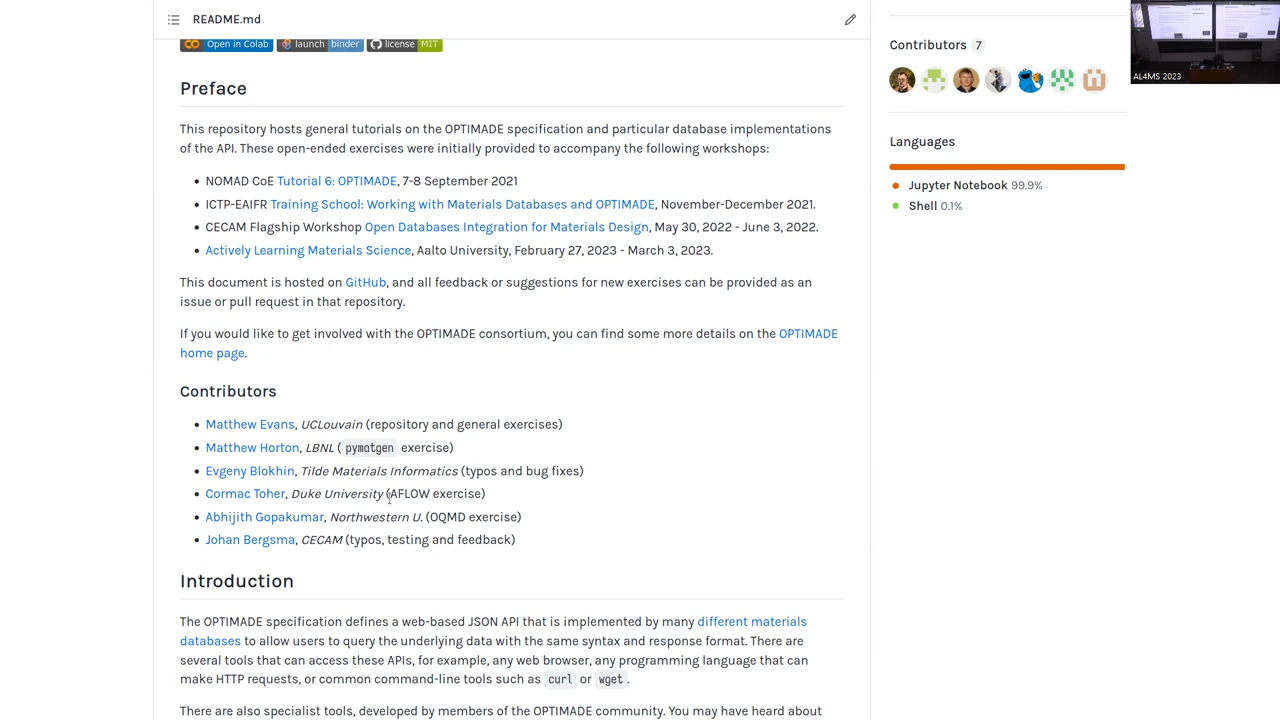 README.md
Open in Colab launch binder license MIT
Preface
This repository hosts general tutorials on the OPTIMADE specification and particular database implementations
of the API. These open-ended exercises were initially provided to accompany the following workshops:
• NOMAD CoE Tutorial 6: OPTIMADE, 7-8 September 2021
• ICTP-EAIFR Training School: Working with Materials Databases and OPTIMADE, November-December 2021.
• CECAM Flagship Workshop Open Databases Integration for Materials Design, May 30, 2022 - June 3, 2022.
• Actively Learning Materials Science, Aalto University, February 27, 2023 - March 3, 2023.
This document is hosted on GitHub, and all feedback or suggestions for new exercises can be provided as an
issue or pull request in that repository.
If you would like to get involved with the OPTIMADE consortium, you can find some more details on the OPTIMADE
home page.
Contributors
• Matthew Evans, UCLouvain (repository and general exercises)
• Matthew Horton, LBNL ( pymatgen exercise)
• Evgeny Blokhin, Tilde Materials Informatics (typos and bug fixes)
• Cormac Toher, Duke University (AFLOW exercise)
• Abhijith Gopakumar, Northwestern U. (OQMD exercise)
• Johan Bergsma, CECAM (typos, testing and feedback)
Introduction
The OPTIMADE specification defines a web-based JSON API that is implemented by many different materials
databases to allow users to query the underlying data with the same syntax and response format. There are
several tools that can access these APIs, for example, any web browser, any programming language that can
make HTTP requests, or common command-line tools such as curl or wget.
There are also specialist tools, developed by members of the OPTIMADE community. You may have heard about
Contributors 7
Languages
Jupyter Notebook 99.9%
Shell 0.1%
AL4MS 2023